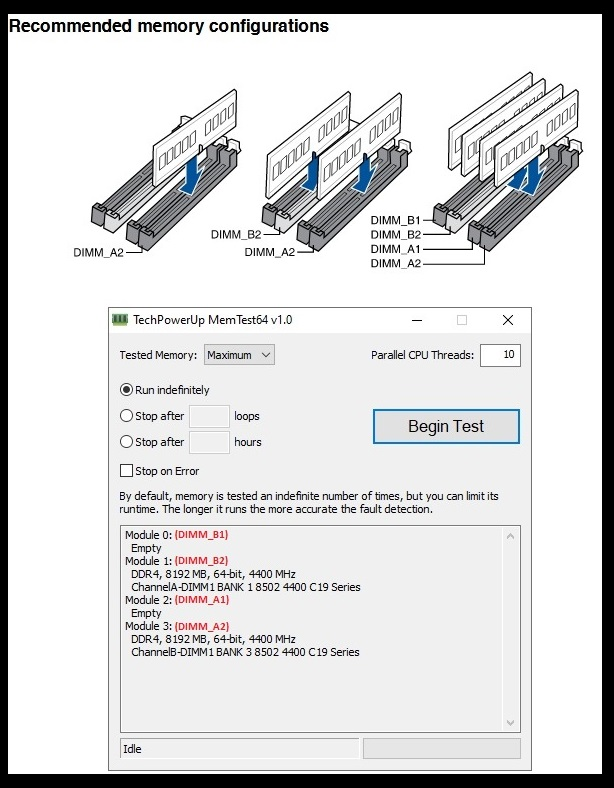 Recommended memory configurations
DIMM_A2
DIMM_B2
DIMM_A2
DIMM_B1
DIMM_B2
DIMM_A1
DIMM_A2
TechPowerUp MemTest64 v1.0
Tested Memory: Maximum Parallel CPU Threads: 10
Run indefinitely
Stop after loops
Begin Test
Stop after hours
Stop on Error
By default, memory is tested an indefinite number of times, but you can limit its
runtime. The longer it runs the more accurate the fault detection.
Module 0: (DIMM_B1)
Empty
Module 1: (DIMM_B2)
DDR4, 8192 MB, 64-bit, 4400 MHz
ChannelA-DIMM1 BANK 1 8502 4400 C19 Series
Module 2: (DIMM_A1)
Empty
Module 3: (DIMM_A2)
DDR4, 8192 MB, 64-bit, 4400 MHz
ChannelB-DIMM1 BANK 3 8502 4400 C19 Series
Idle